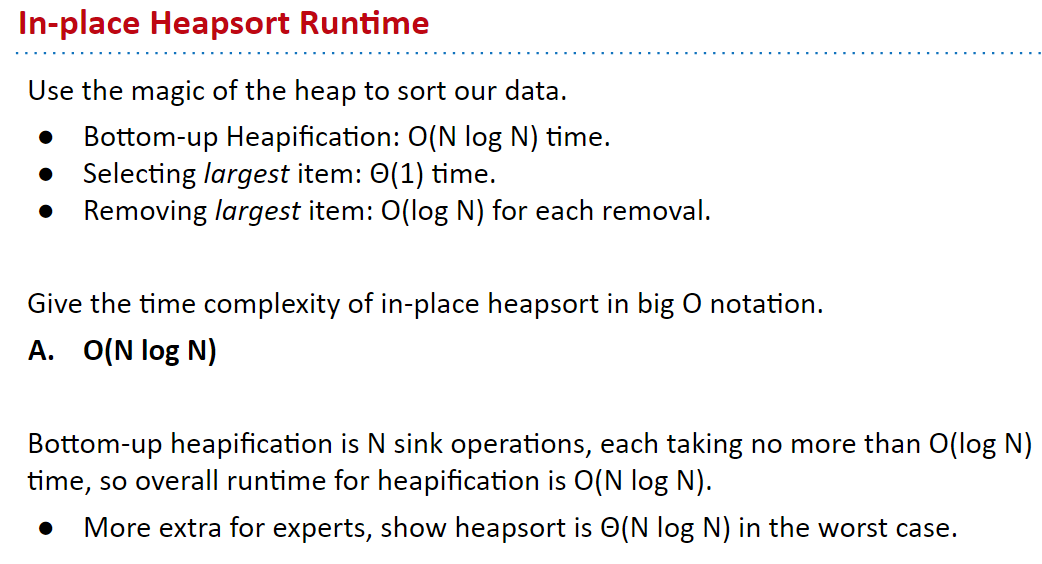 In-place Heapsort Runtime
Use the magic of the heap to sort our data.
● Bottom-up Heapification: O(N log N) time.
● Selecting largest item: Θ(1) time.
● Removing largest item: O(log N) for each removal.
Give the time complexity of in-place heapsort in big O notation.
A. O(N log N)
Bottom-up heapification is N sink operations, each taking no more than O(log N)
time, so overall runtime for heapification is O(N log N).
● More extra for experts, show heapsort is Θ(N log N) in the worst case.